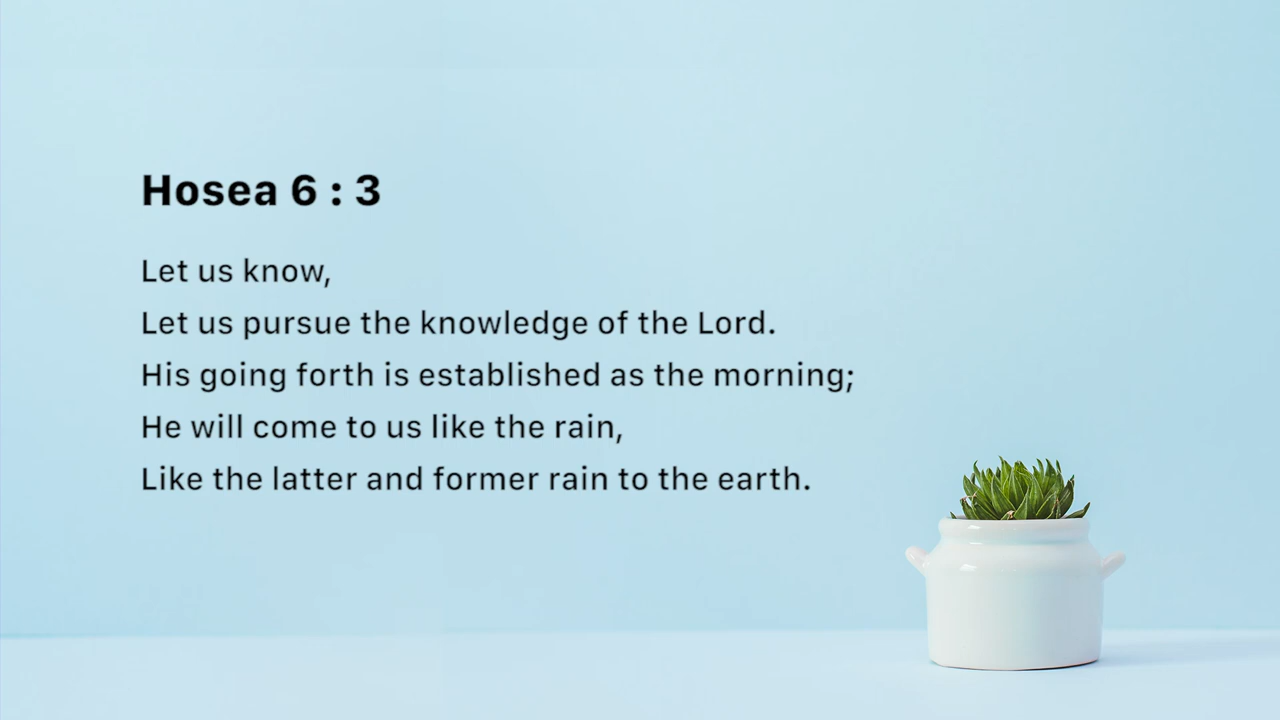 Hosea 6 : 3
Let us know,
Let us pursue the knowledge of the Lord.
His going forth is established as the morning;
He will come to us like the rain,
Like the latter and former rain to the earth.